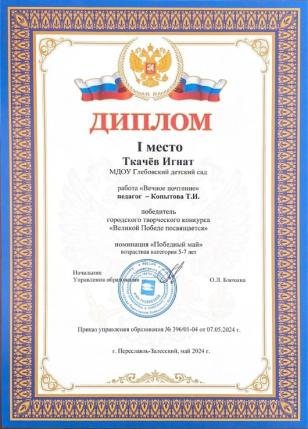 ДИПЛОМ
I место
Ткачёв Игнат
МДОУ Глебовский детский сад
работа «Вечное почтение»
педагог – Копытова Т.И.
победитель
городского творческого конкурса
«Великой Победе посвящается»
номинация «Победный май»
возрастная категория 5-7 лет
Начальник
Управления образования
О.Л. Блохина
Приказ управления образования № 396/01-04 от 07.05.2024 г.
г. Переславль-Залесский, май 2024 г.